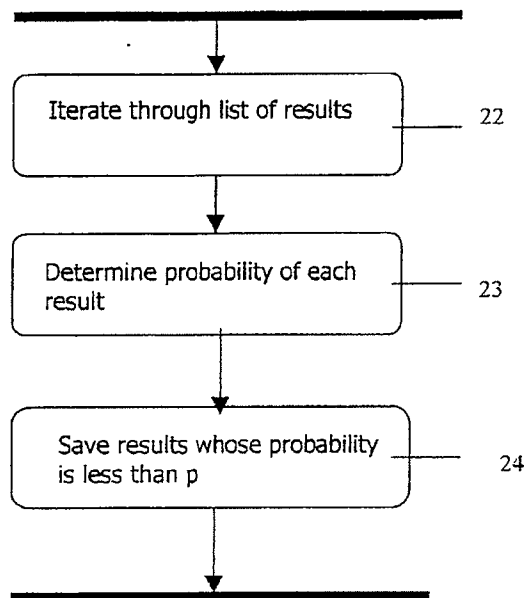 Iterate through list of results
22
Determine probability of each
result
23
Save results whose probability
is less than p
24